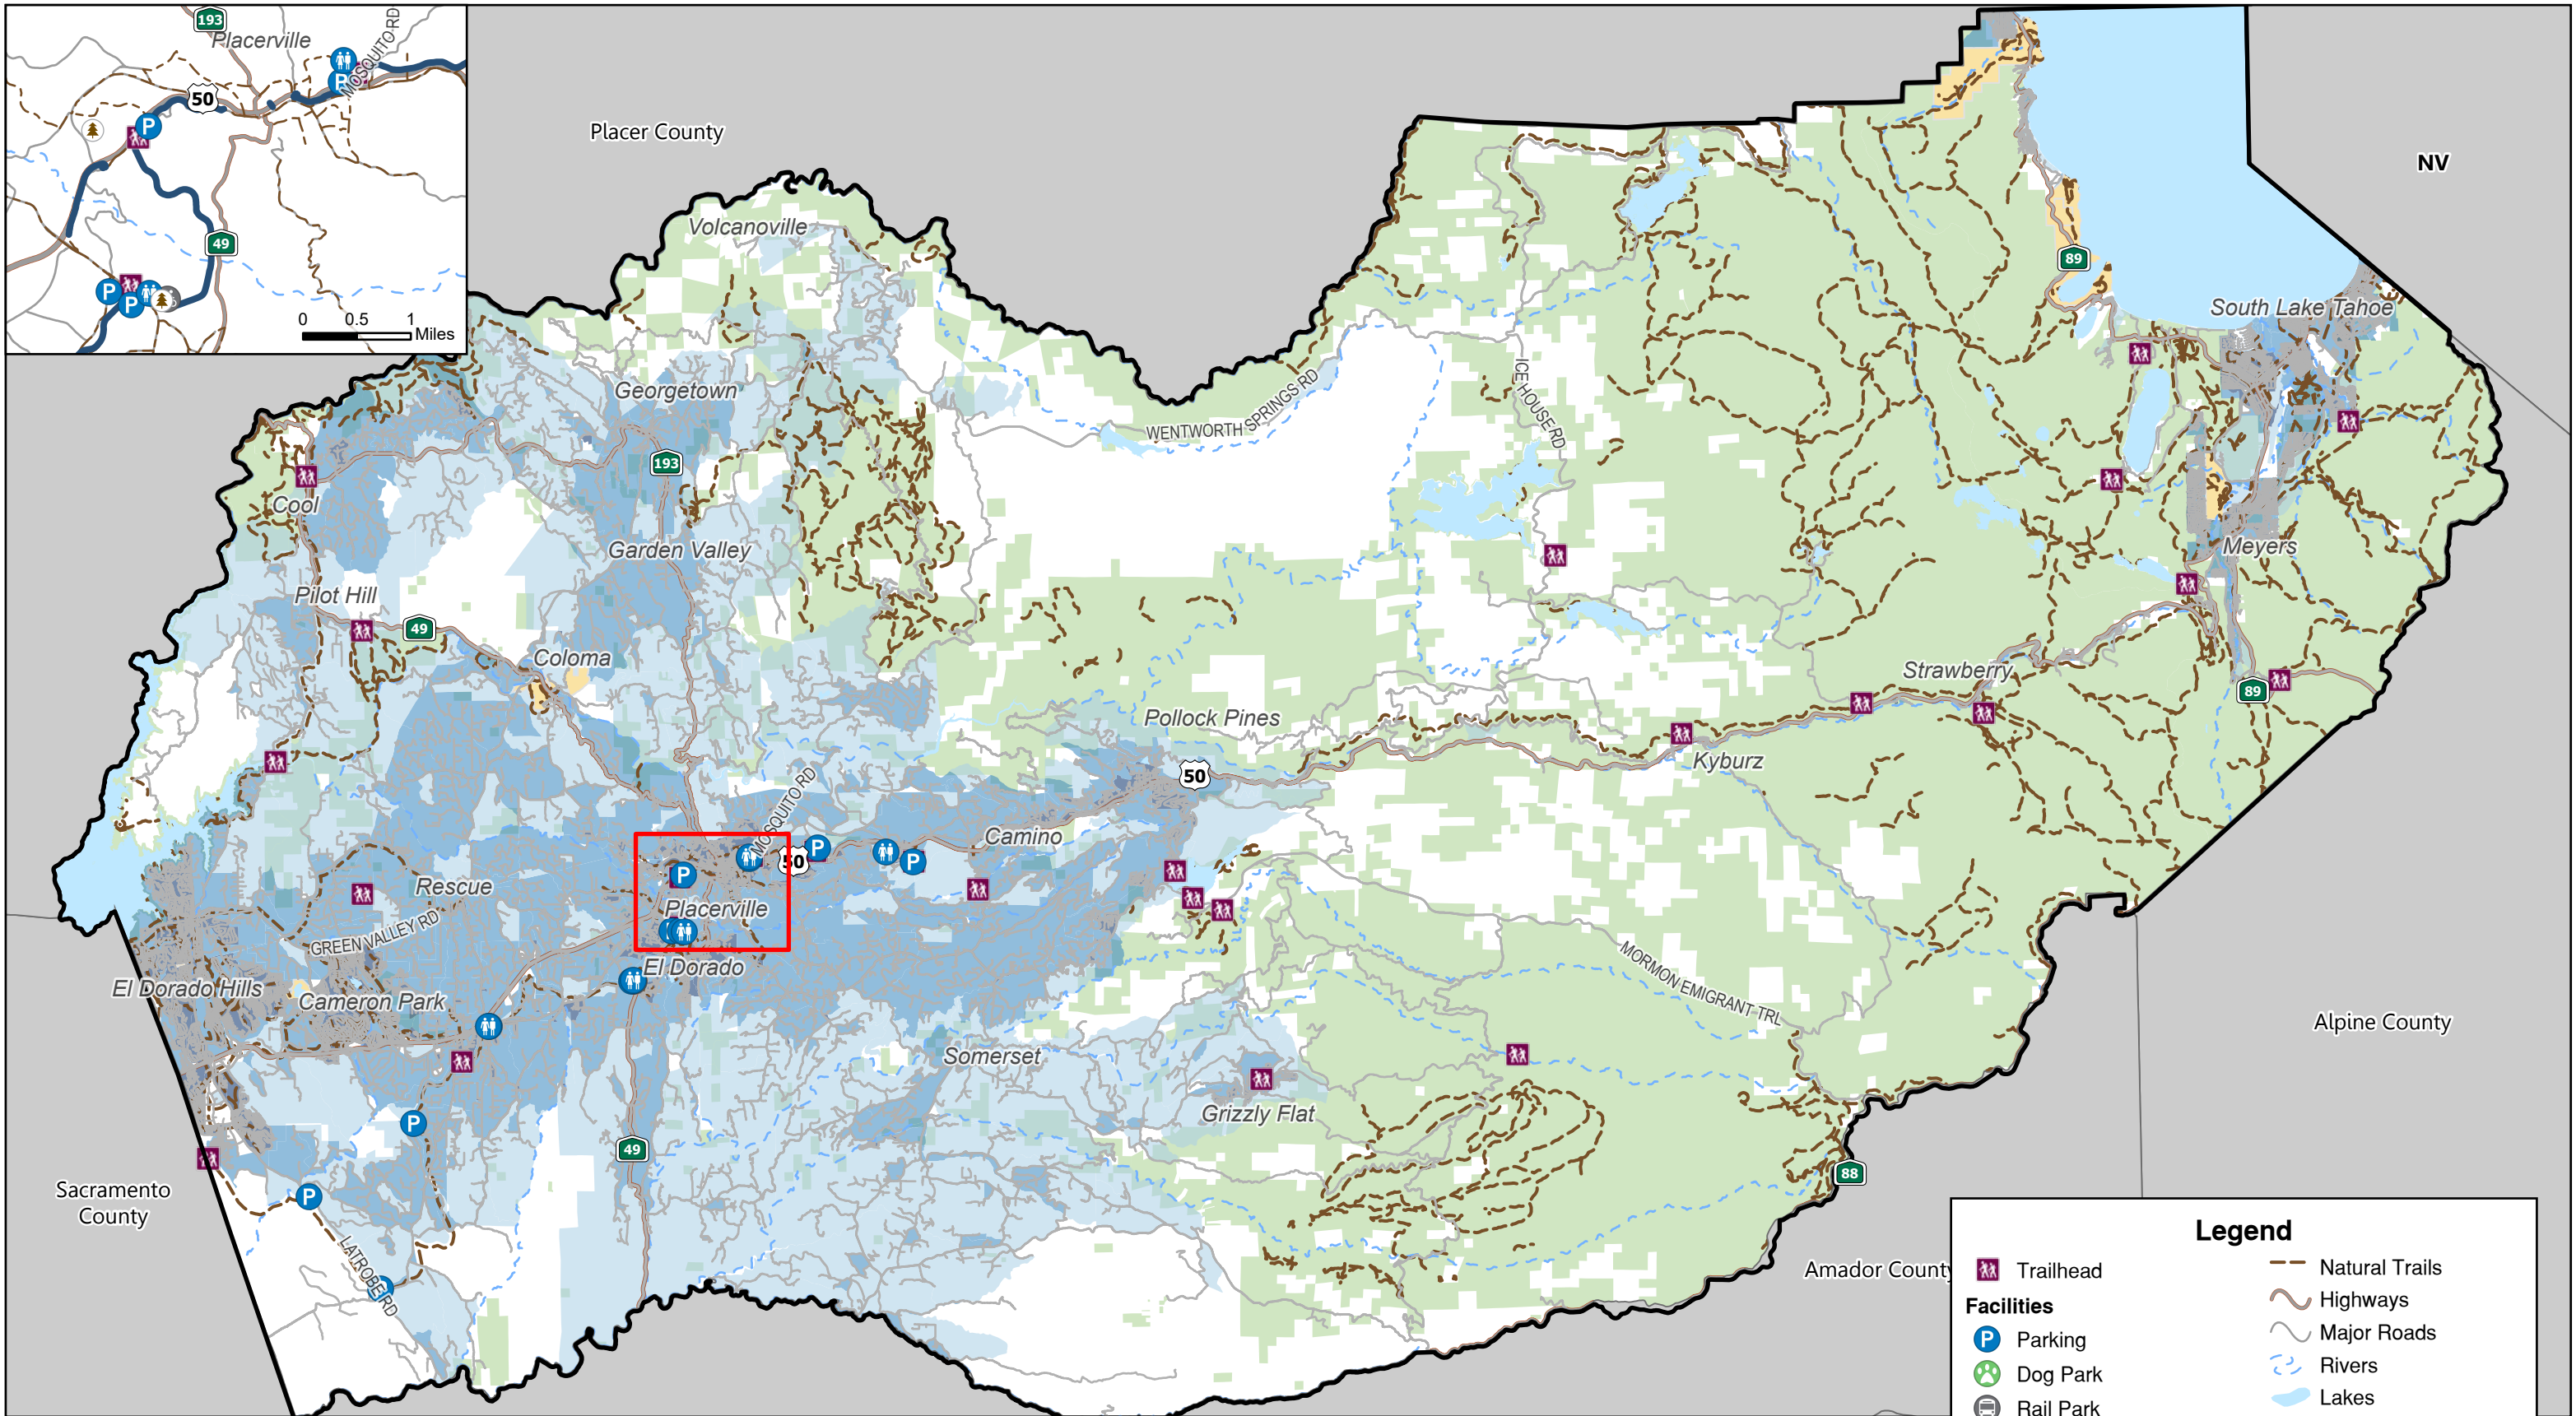 193
Placerville
MOSQUITO RD
P
50
P
49
P
P
0 0.5 1
Miles
Placer County
NV
Volcanoville
89
South Lake Tahoe
Georgetown
WENTWORTH SPRINGS RD
ICE HOUSE RD
193
Cool
Garden Valley
Meyers
Pilot Hill
49
Coloma
Strawberry
89
Pollock Pines
Kyburz
50
MOSQUITO RD
Camino
50
P
P
P
Rescue
Placerville
GREEN VALLEY RD
El Dorado
El Dorado Hills
Cameron Park
MORMON EMIGRANT TRL
Alpine County
Somerset
Grizzly Flat
P
49
88
Sacramento
County
P
LATROBE RD
Amador County
Legend
Trailhead
Facilities
P Parking
Dog Park
Rail Park
Natural Trails
Highways
Major Roads
Rivers
Lakes